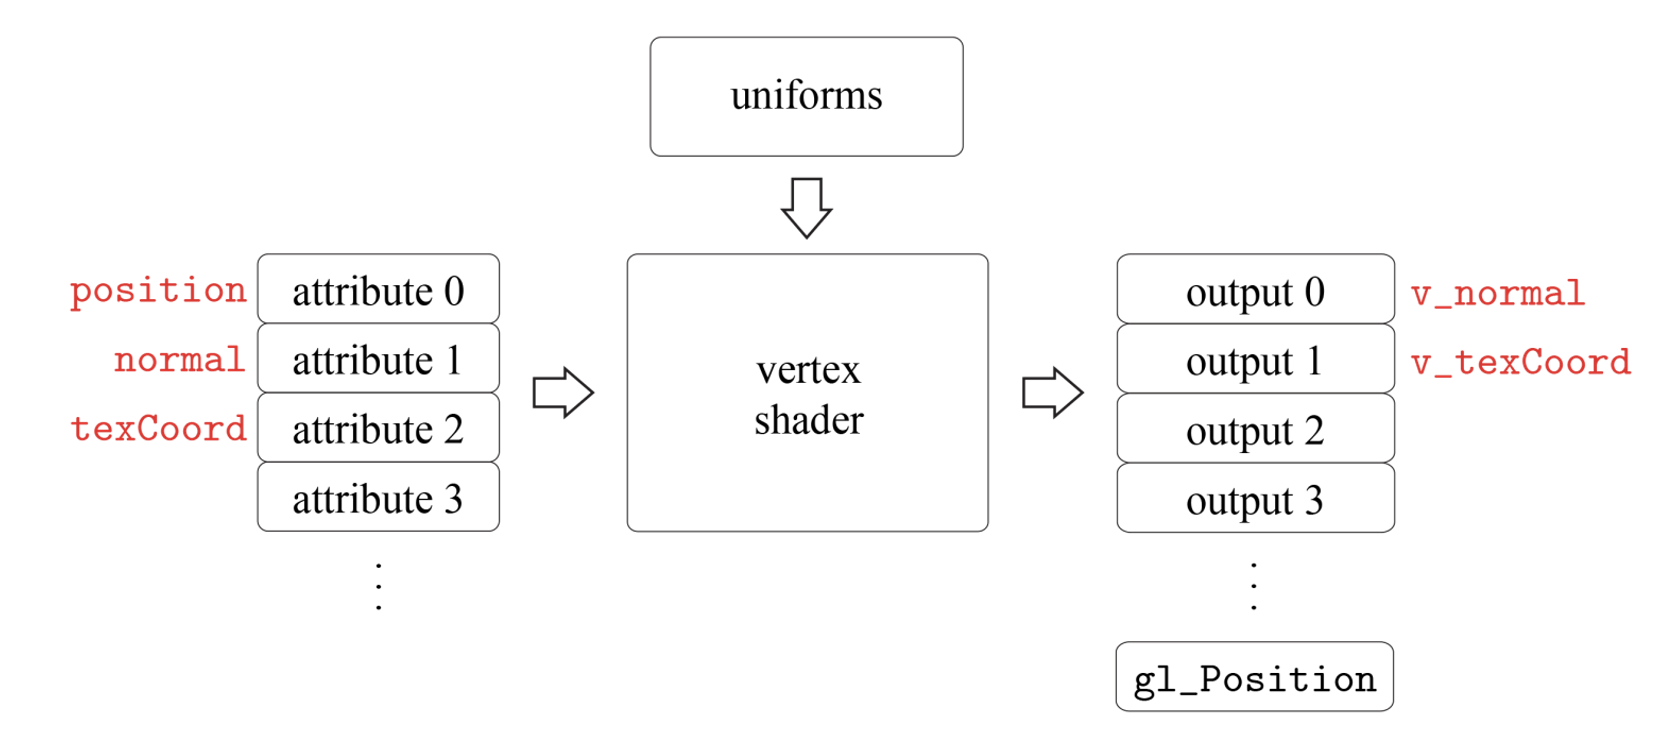 uniforms
position
attribute 0
normal
attribute 1
texCoord
attribute 2
attribute 3
vertex
shader
output 0
v_normal
output 1
v_texCoord
output 2
output 3
gl_Position